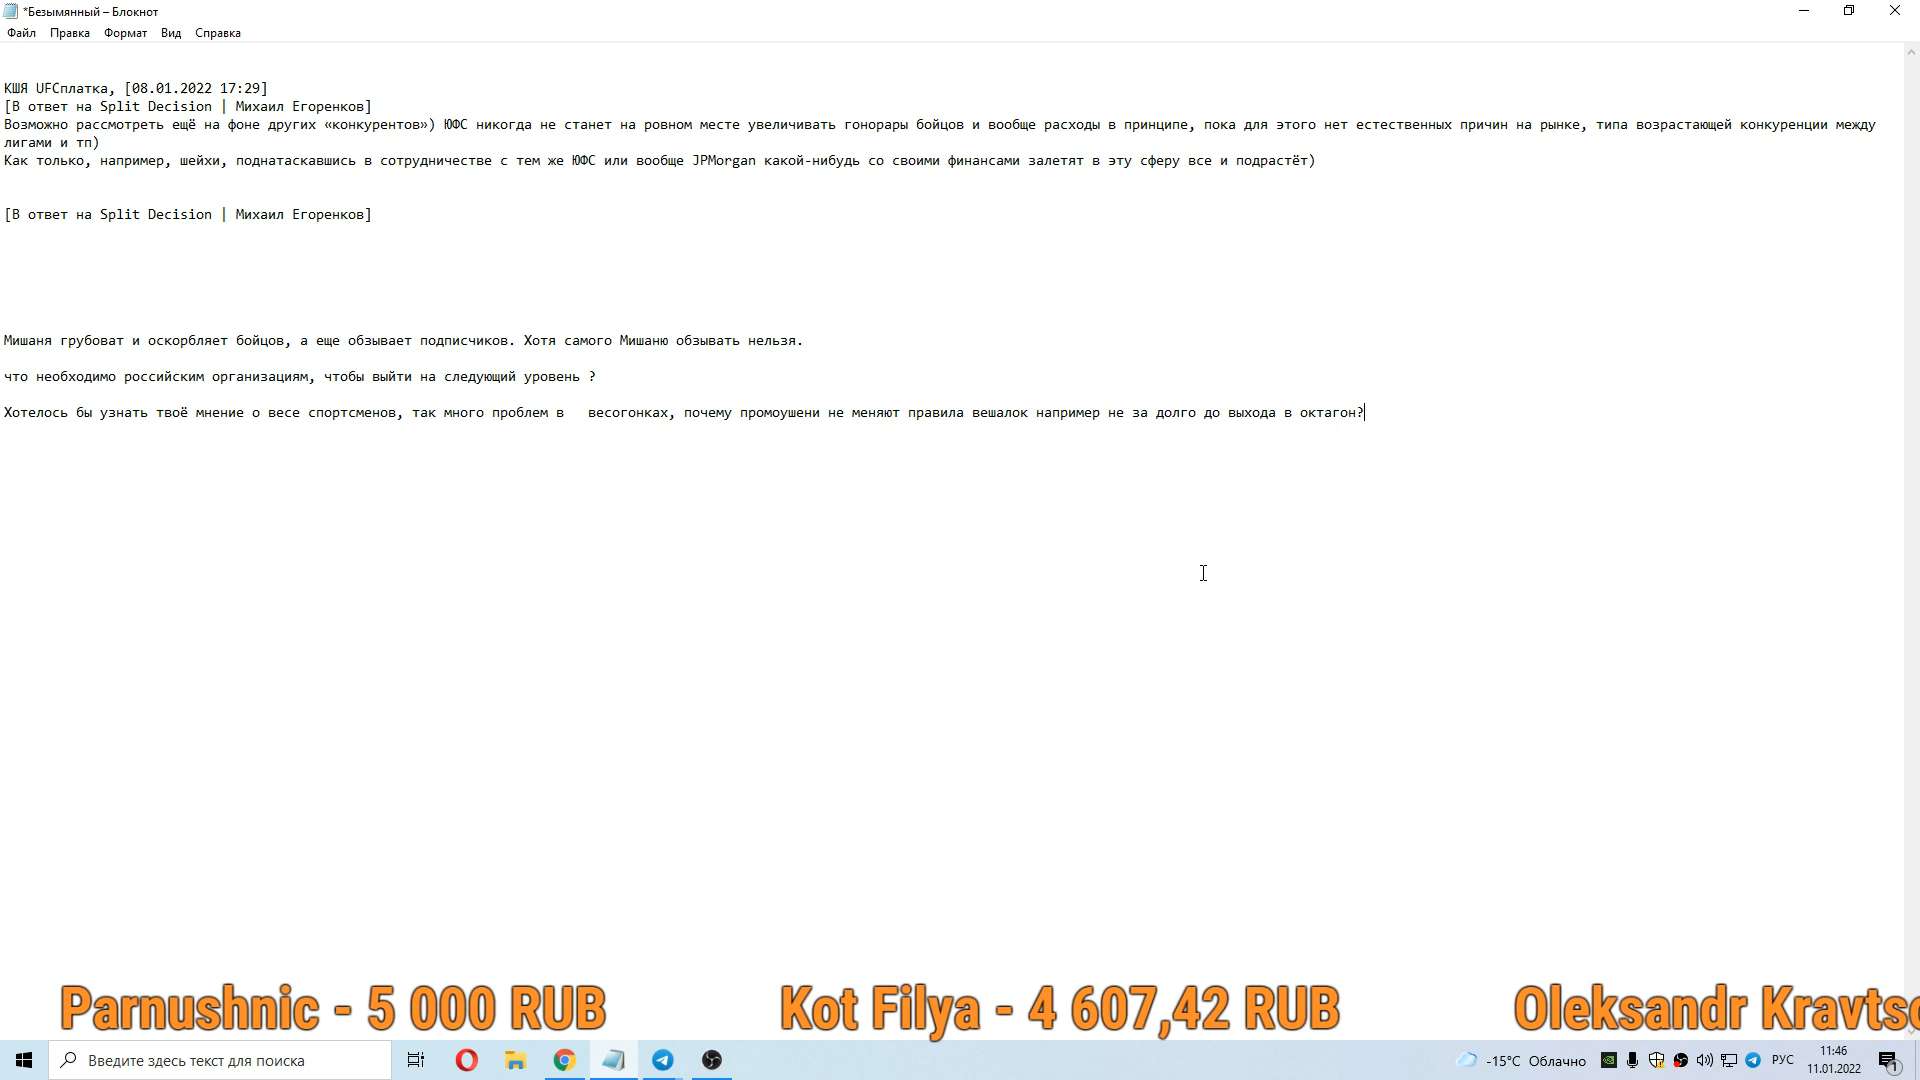 *Безымянный – Блокнот
Файл Правка Формат Вид Справка
КШЯ UFCплатка, [08.01.2022 17:29]
[В ответ на Split Decision | Михаил Егоренков]
Возможно рассмотреть ещё на фоне других «конкурентов») ЮФС никогда не станет на ровном месте увеличивать гонорары бойцов и вообще расходы в принципе, пока для этого нет естественных причин на рынке, типа возрастающей конкуренции между
лигами и тп)
Как только, например, шейхи, поднатаскавшись в сотрудничестве с тем же ЮФС или вообще JPMorgan какой-нибудь со своими финансами залетят в эту сферу все и подрастёт)
[В ответ на Split Decision | Михаил Егоренков]
Мишаня грубоват и оскорбляет бойцов, а еще обзывает подписчиков. Хотя самого Мишаню обзывать нельзя.
что необходимо российским организациям, чтобы выйти на следующий уровень ?
Хотелось бы узнать твоё мнение о весе спортсменов, так много проблем в   весогонках, почему промоушени не меняют правила вешалок например не за долго до выхода в октагон?
Parnushnic - 5 000 RUB Kot Filya - 4 607,42 RUB Oleksandr Kravtso
Введите здесь текст для поиска
-15°C Облачно РУС 11:46
11.01.2022
1